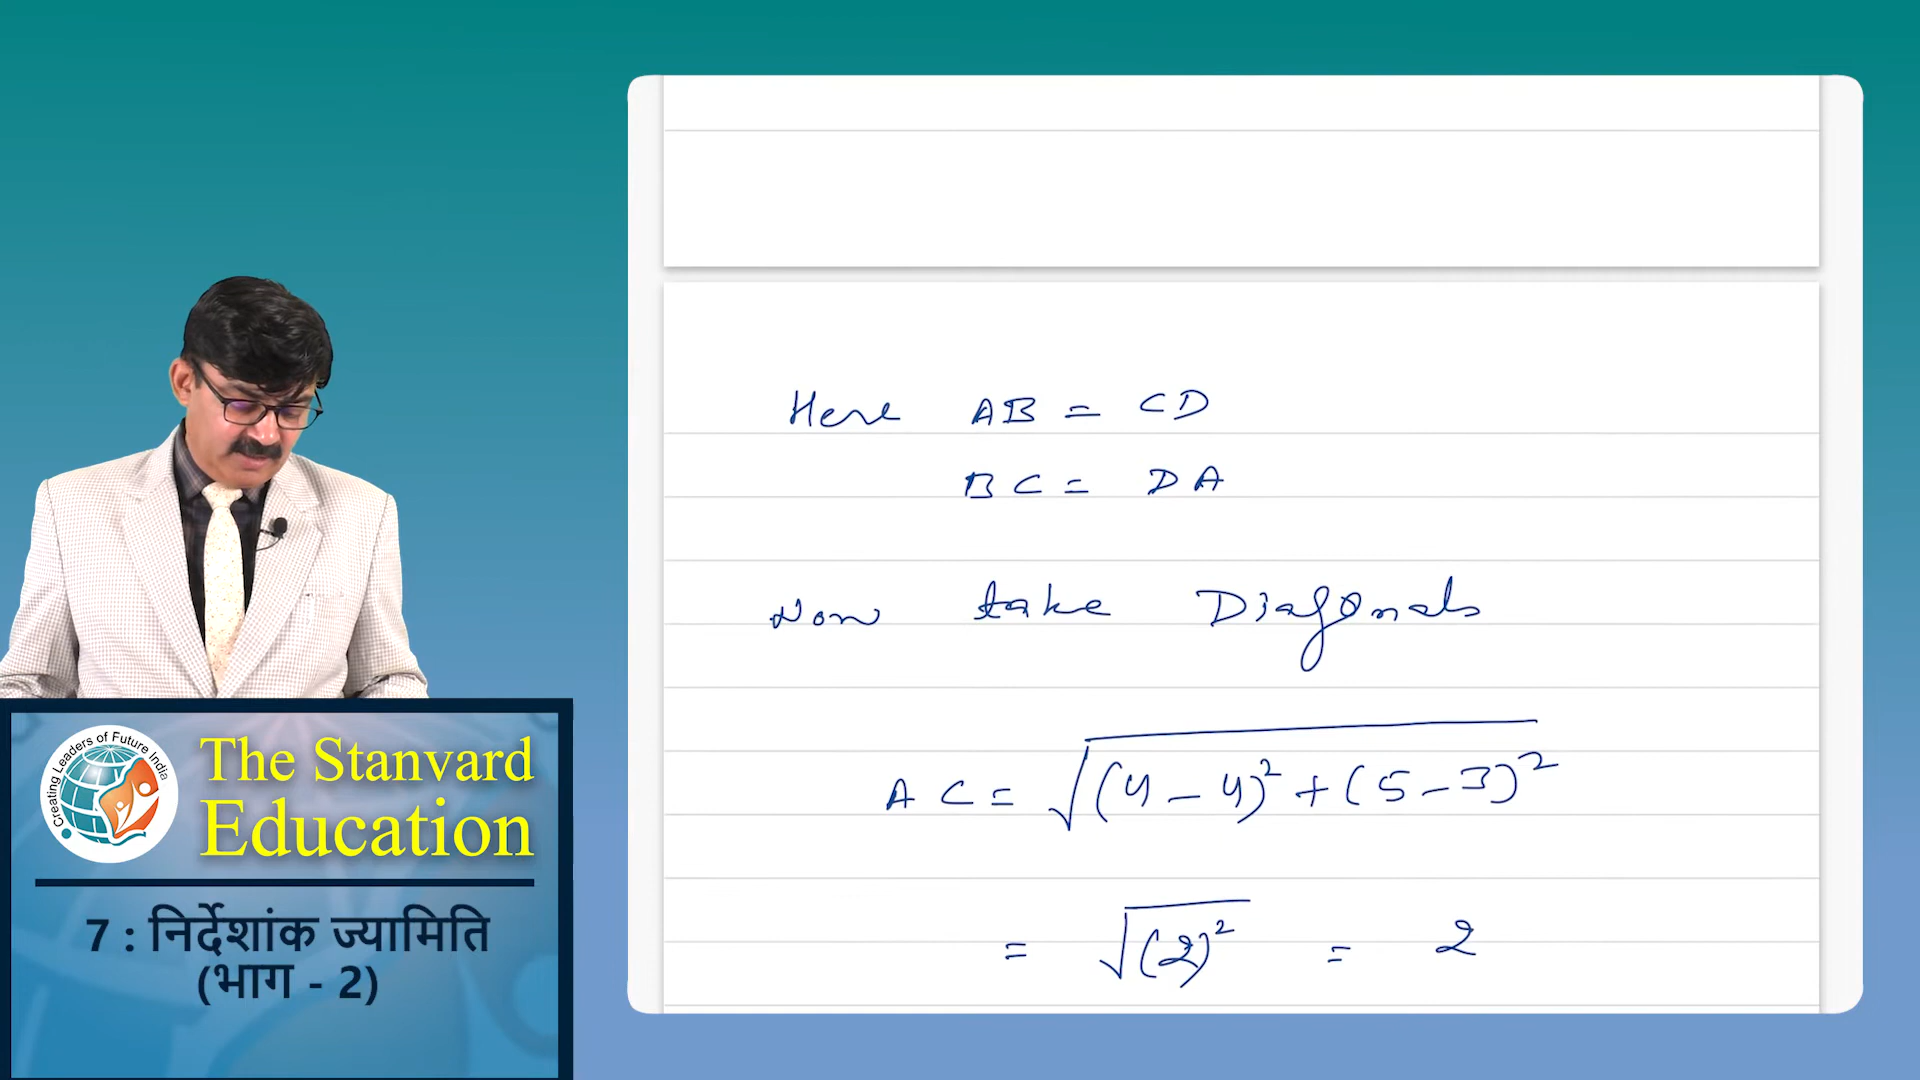 Here AB = CD
BC = DA
Now take Diagonals
AC = √(4 - 4)² + (5 - 3)²
= √(2)² = 2
Creating Leaders of Future India
The Stanvard
Education
7 : निर्देशांक ज्यामिति
(भाग - 2)